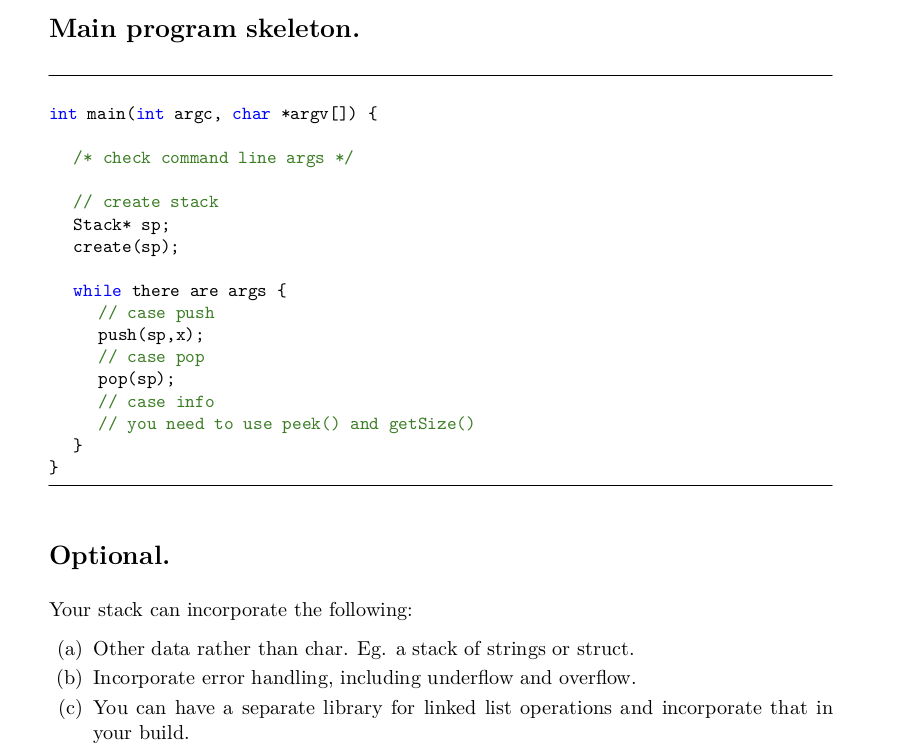 Main program skeleton.
int main(int argc, char *argv[]) {
/* check command line args */
// create stack
Stack* sp;
create(sp);
while there are args {
// case push
push(sp,x);
// case pop
pop(sp);
// case info
// you need to use peek() and getSize()
}
}
Optional.
Your stack can incorporate the following:
(a) Other data rather than char. Eg. a stack of strings or struct.
(b) Incorporate error handling, including underflow and overflow.
(c) You can have a separate library for linked list operations and incorporate that in
your build.